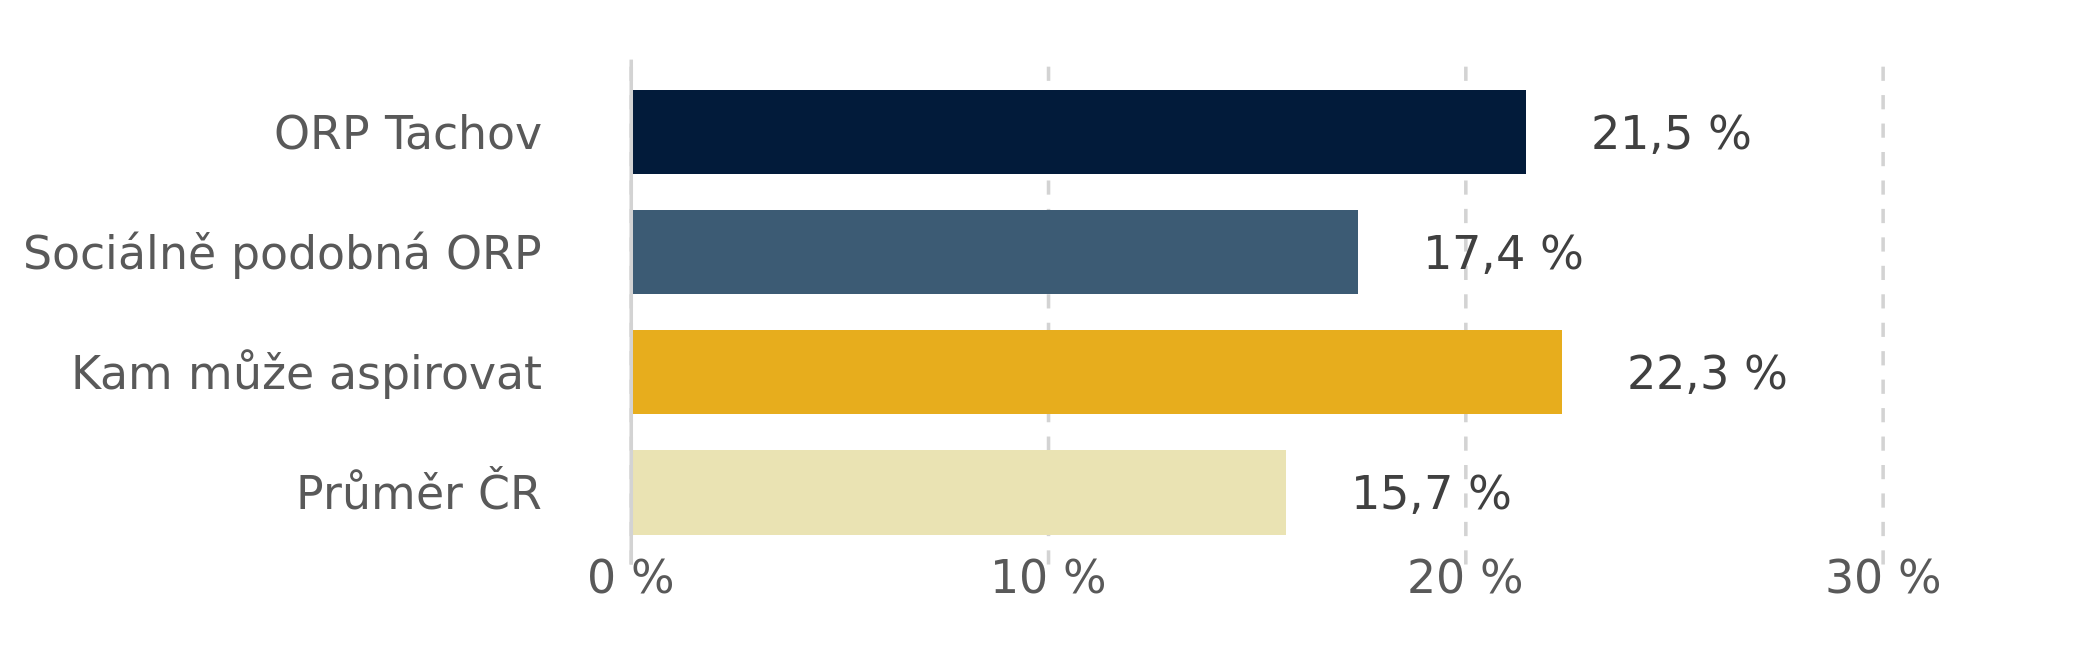 ORP Tachov 21,5 %
Sociálně podobná ORP 17,4 %
Kam může aspirovat 22,3 %
Průměr ČR 15,7 %
0 % 10 % 20 % 30 %